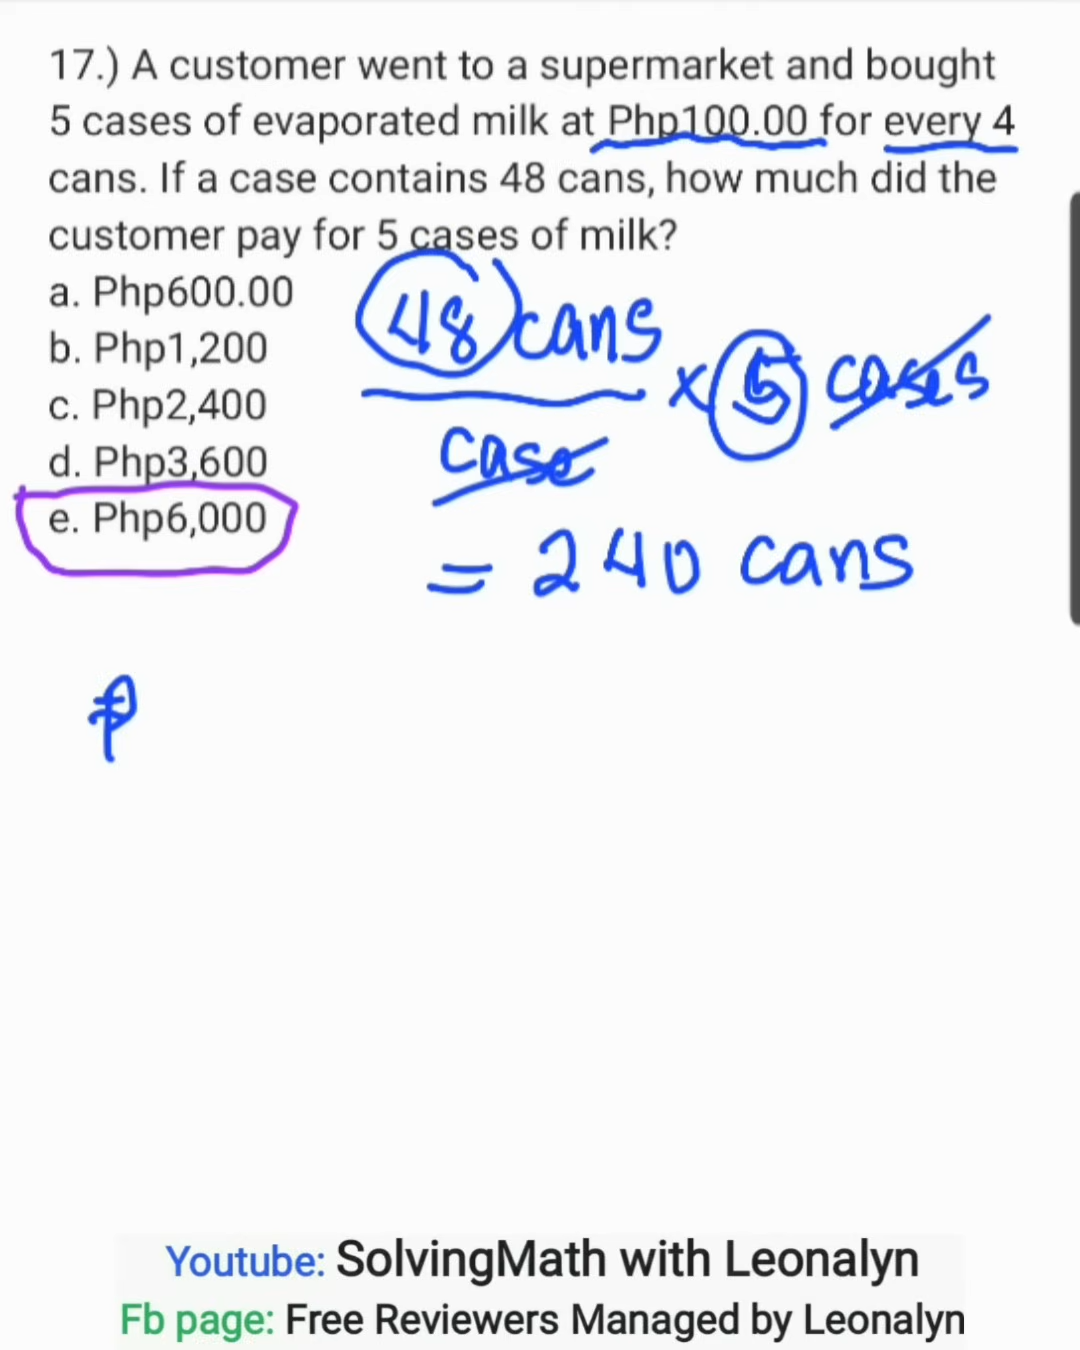 17.) A customer went to a supermarket and bought
5 cases of evaporated milk at Php100.00 for every 4
cans. If a case contains 48 cans, how much did the
customer pay for 5 cases of milk?
a. Php600.00
b. Php1,200
c. Php2,400
d. Php3,600
e. Php6,000
48 cans
× 5 cases
case
= 240 cans
₱
Youtube: SolvingMath with Leonalyn
Fb page: Free Reviewers Managed by Leonalyn